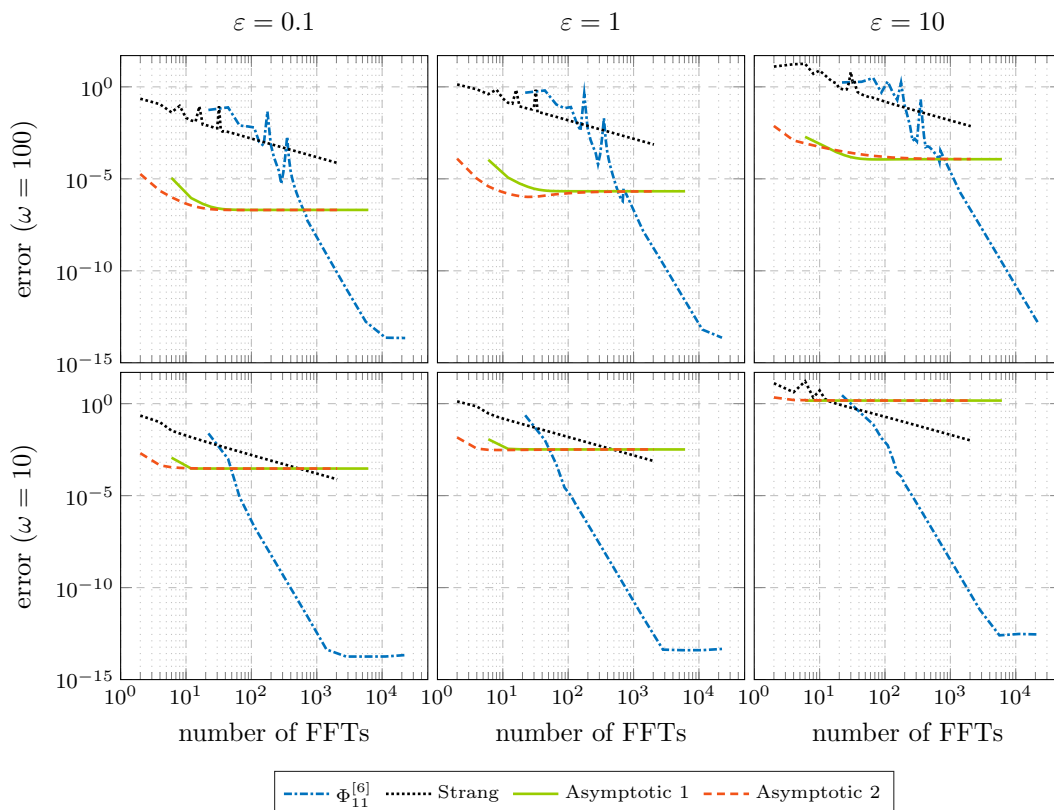 ε = 0.1 ε = 1 ε = 10
10^0
10^−5
10^−10
10^−15
error (ω = 100)
10^0
10^−5
10^−10
10^−15
error (ω = 10)
10^0 10^1 10^2 10^3 10^4 10^0 10^1 10^2 10^3 10^4 10^1 10^2 10^3 10^4
number of FFTs number of FFTs number of FFTs
Φ_11^[6] Strang Asymptotic 1 Asymptotic 2